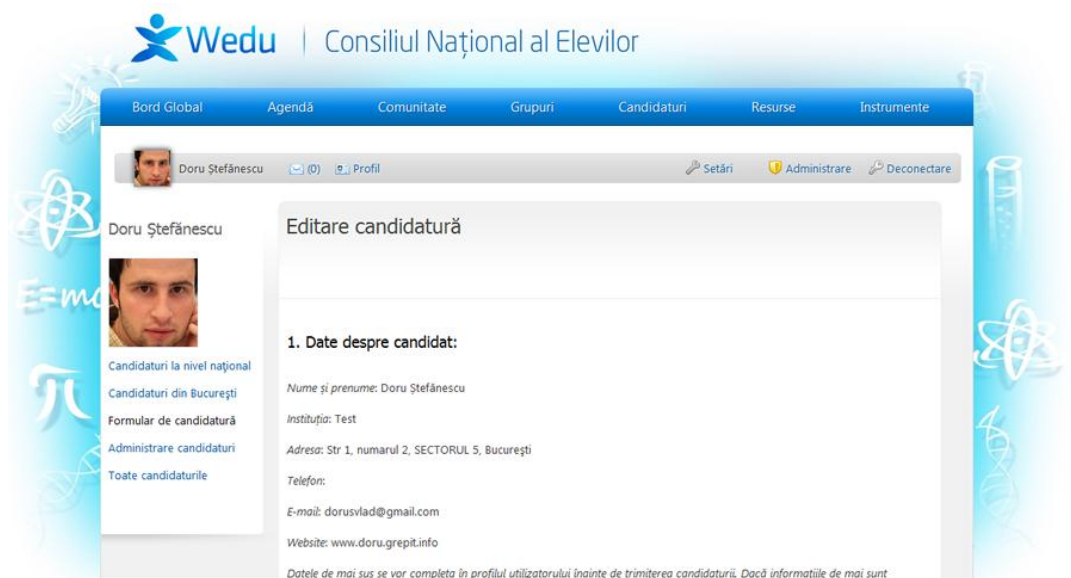 Wedu | Consiliul Național al Elevilor
Bord Global Agendă Comunitate Grupuri Candidaturi Resurse Instrumente
Doru Ștefănescu (0) Profil Setări Administrare Deconectare
Doru Ștefănescu
Candidaturi la nivel național
Candidaturi din București
Formular de candidatură
Administrare candidaturi
Toate candidaturile
Editare candidatură
1. Date despre candidat:
Nume și prenume: Doru Ștefănescu
Instituția: Test
Adresa: Str 1, numarul 2, SECTORUL 5, București
Telefon:
E-mail: dorusvlad@gmail.com
Website: www.doru.grepit.info
Datele de mai sus se vor completa în profilul utilizatorului înainte de trimiterea candidaturii. Dacă informațiile de mai sunt
E=mc
π